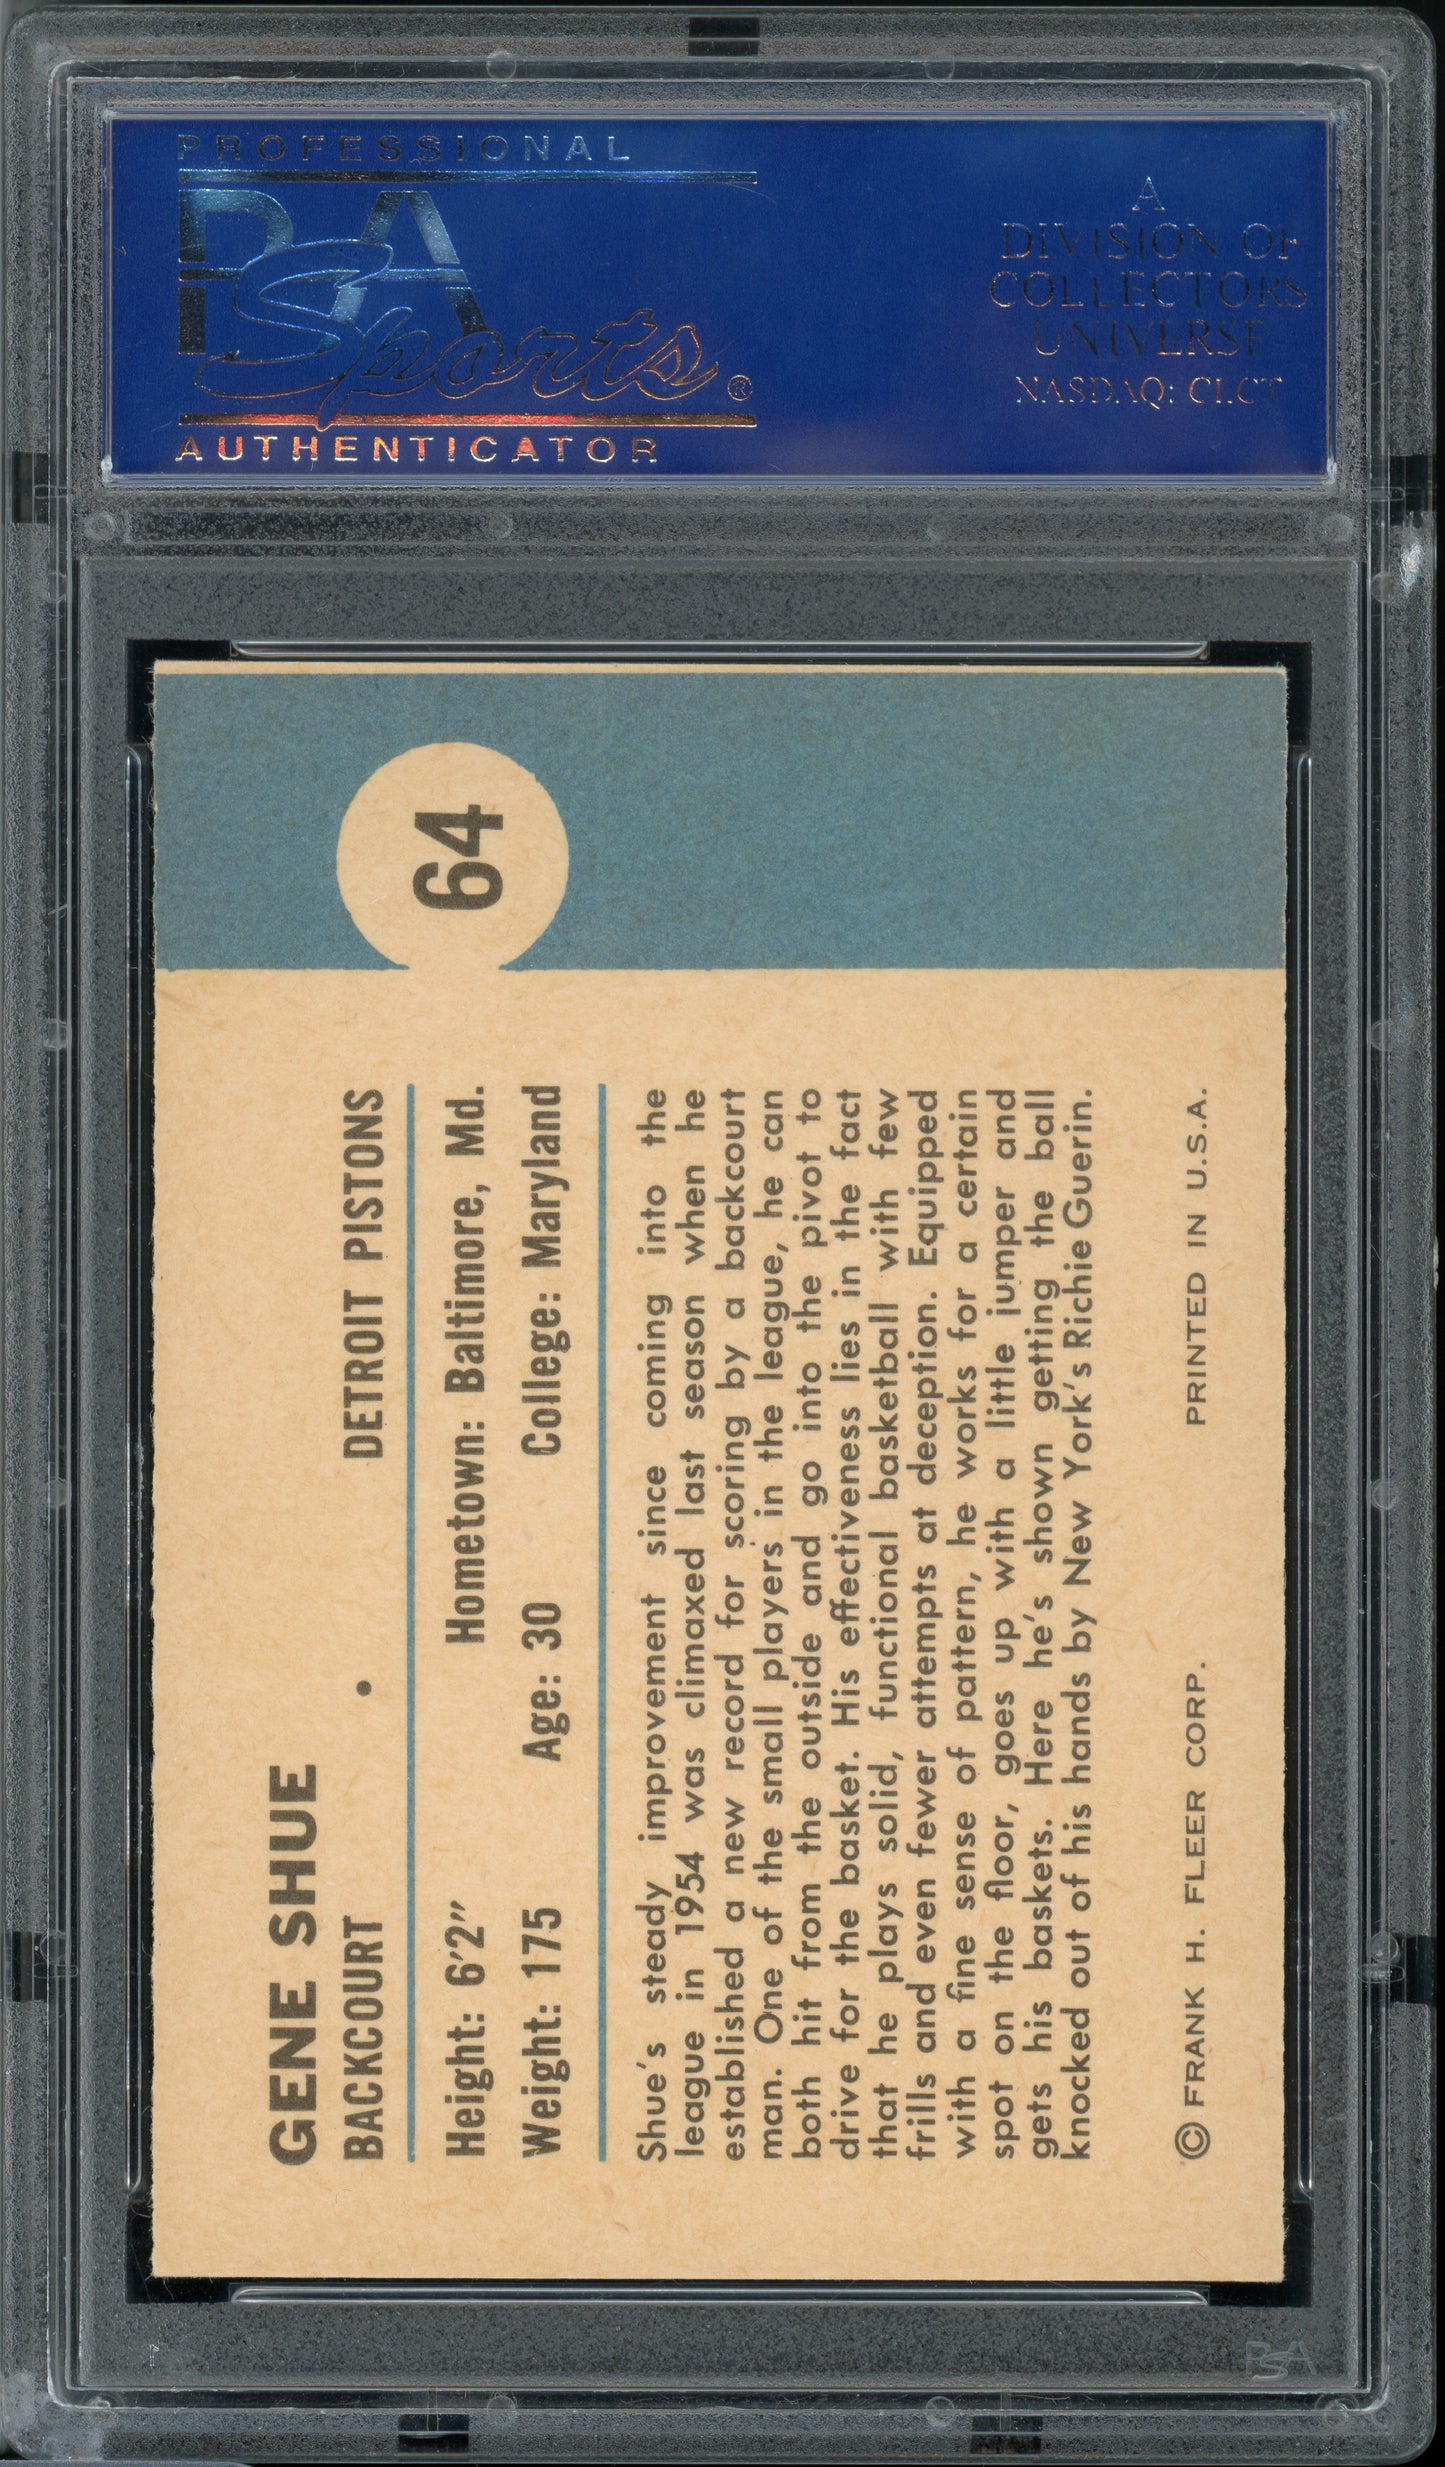 PROFESSIONAL
PSA
Sports®
AUTHENTICATOR
A
DIVISION OF
COLLECTORS
UNIVERSE
NASDAQ: CLCT
64
GENE SHUE
BACKCOURT • DETROIT PISTONS
Height: 6'2" Hometown: Baltimore, Md.
Weight: 175 Age: 30 College: Maryland
Shue's steady improvement since coming into the
league in 1954 was climaxed last season when he
established a new record for scoring by a backcourt
man. One of the small players in the league, he can
both hit from the outside and go into the pivot to
drive for the basket. His effectiveness lies in the fact
that he plays solid, functional basketball with few
frills and even fewer attempts at deception. Equipped
with a fine sense of pattern, he works for a certain
spot on the floor, goes up with a little jumper and
gets his baskets. Here he's shown getting the ball
knocked out of his hands by New York's Richie Guerin.
© FRANK H. FLEER CORP. PRINTED IN U.S.A.
PSA